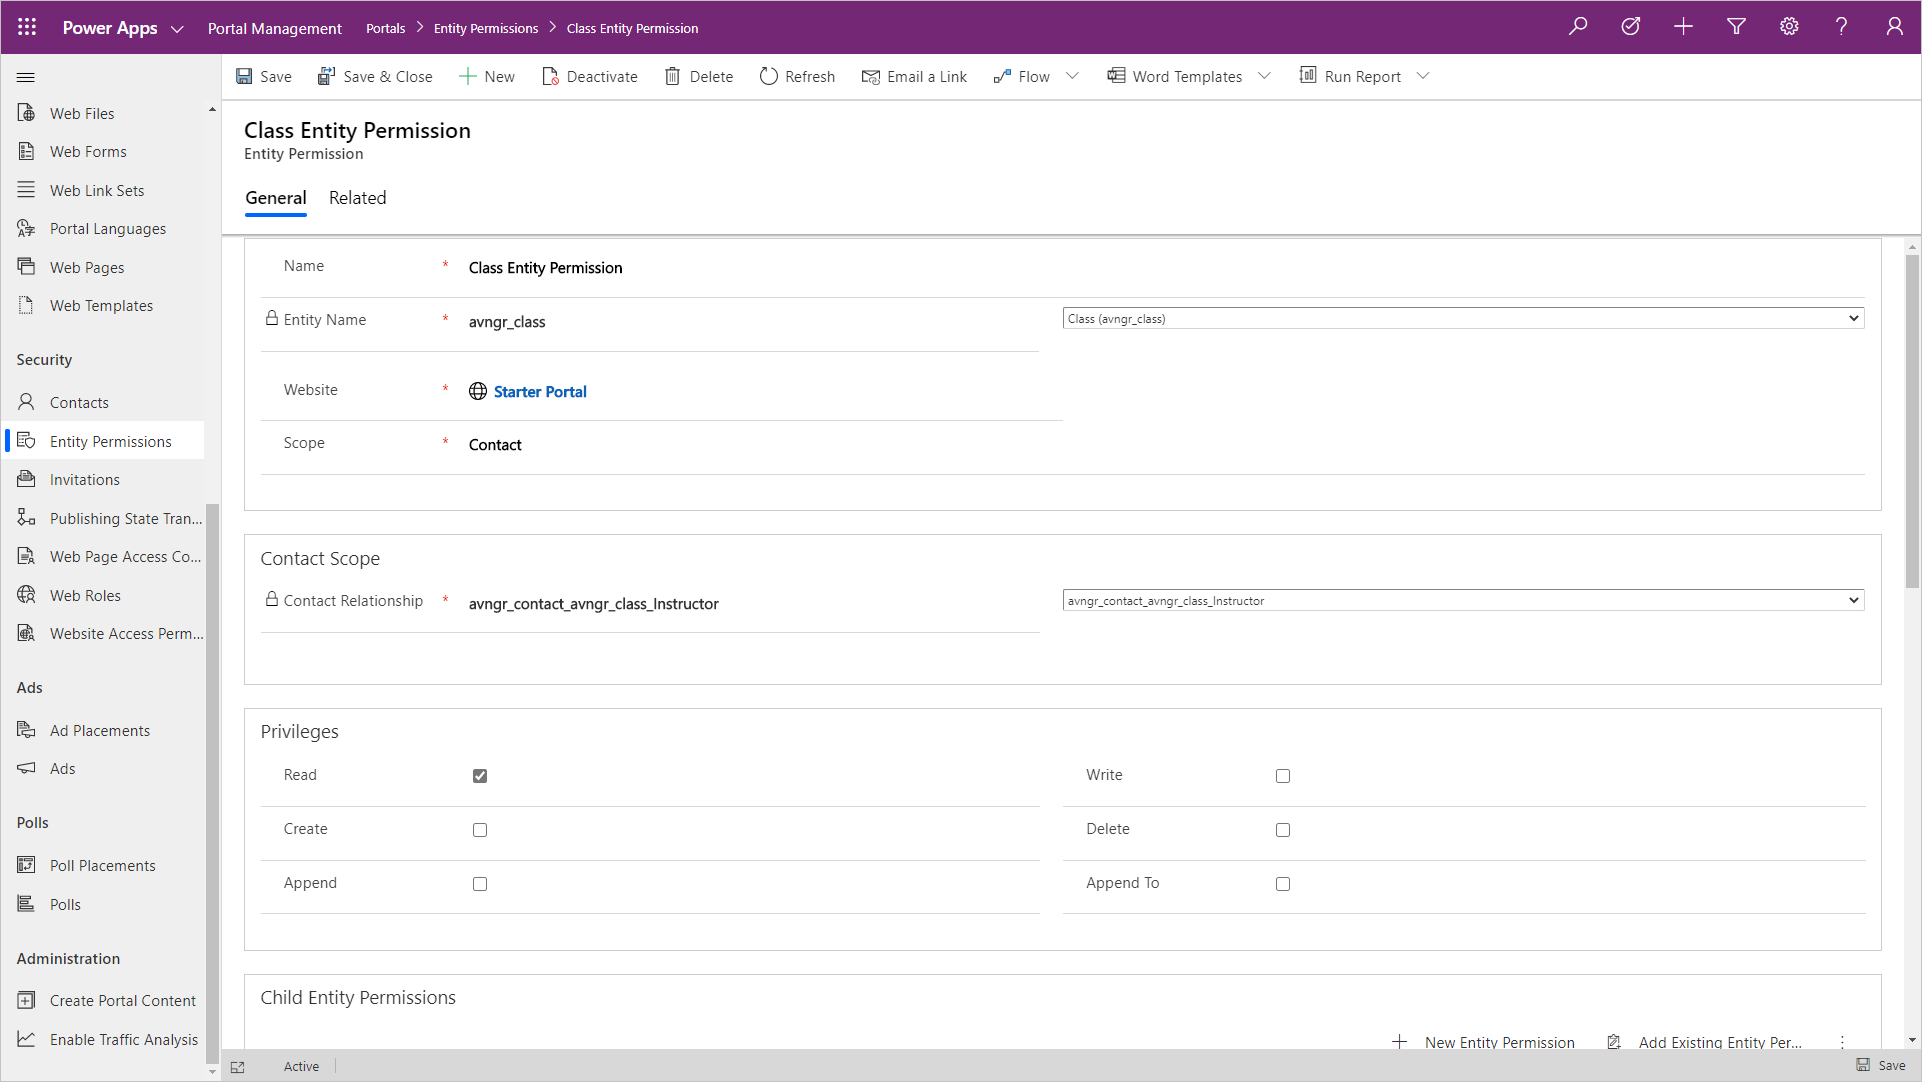 Power Apps Portal Management Portals Entity Permissions Class Entity Permission
Save Save & Close New Deactivate Delete Refresh Email a Link Flow Word Templates Run Report
Web Files
Web Forms
Web Link Sets
Portal Languages
Web Pages
Web Templates
Security
Contacts
Entity Permissions
Invitations
Publishing State Tran...
Web Page Access Co...
Web Roles
Website Access Perm...
Ads
Ad Placements
Ads
Polls
Poll Placements
Polls
Administration
Create Portal Content
Enable Traffic Analysis
Class Entity Permission
Entity Permission
General Related
Name * Class Entity Permission
Entity Name * avngr_class Class (avngr_class)
Website * Starter Portal
Scope * Contact
Contact Scope
Contact Relationship * avngr_contact_avngr_class_Instructor avngr_contact_avngr_class_Instructor
Privileges
Read Write
Create Delete
Append Append To
Child Entity Permissions
New Entity Permission Add Existing Entity Per...
Active Save